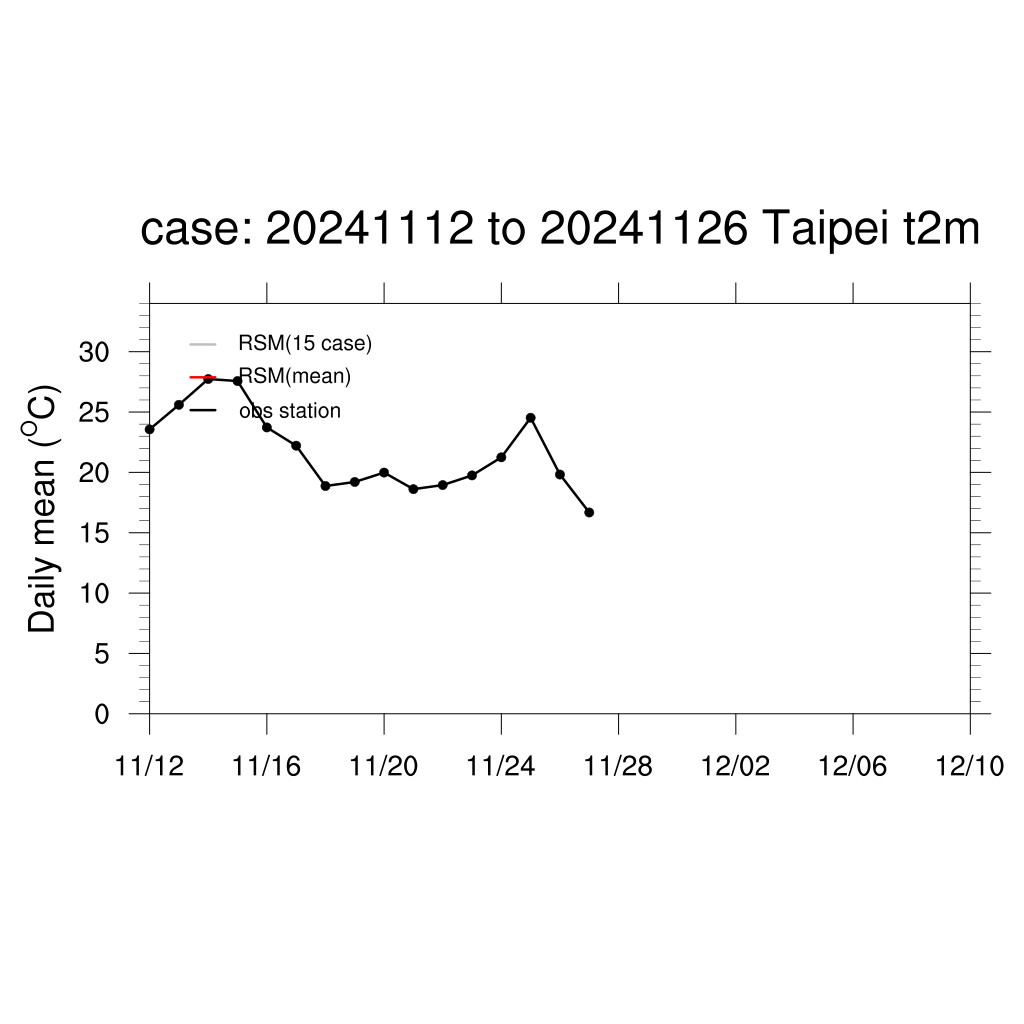 case: 20241112 to 20241126 Taipei t2m
RSM(15 case)
RSM(mean)
obs station
Daily mean (°C)
30
25
20
15
10
5
0
11/12 11/16 11/20 11/24 11/28 12/02 12/06 12/10